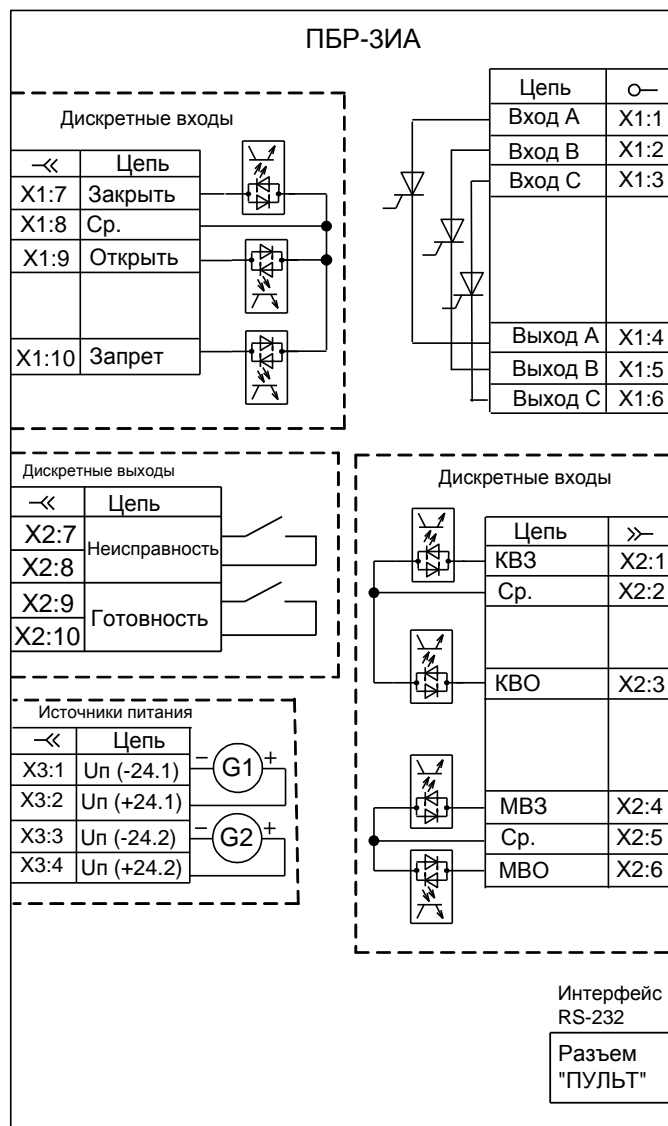 ПБР-3ИА
Дискретные входы
Цепь
X1:7 Закрыть
X1:8 Ср.
X1:9 Открыть
X1:10 Запрет
Цепь
Вход А X1:1
Вход В X1:2
Вход С X1:3
Выход А X1:4
Выход В X1:5
Выход С X1:6
Дискретные выходы
Цепь
X2:7
Неисправность
X2:8
X2:9
Готовность
X2:10
Дискретные входы
Цепь
КВЗ X2:1
Ср. X2:2
КВО X2:3
МВЗ X2:4
Ср. X2:5
МВО X2:6
Источники питания
Цепь
X3:1 Uп (-24.1) − G1 +
X3:2 Uп (+24.1)
X3:3 Uп (-24.2) − G2 +
X3:4 Uп (+24.2)
Интерфейс
RS-232
Разъем
"ПУЛЬТ"